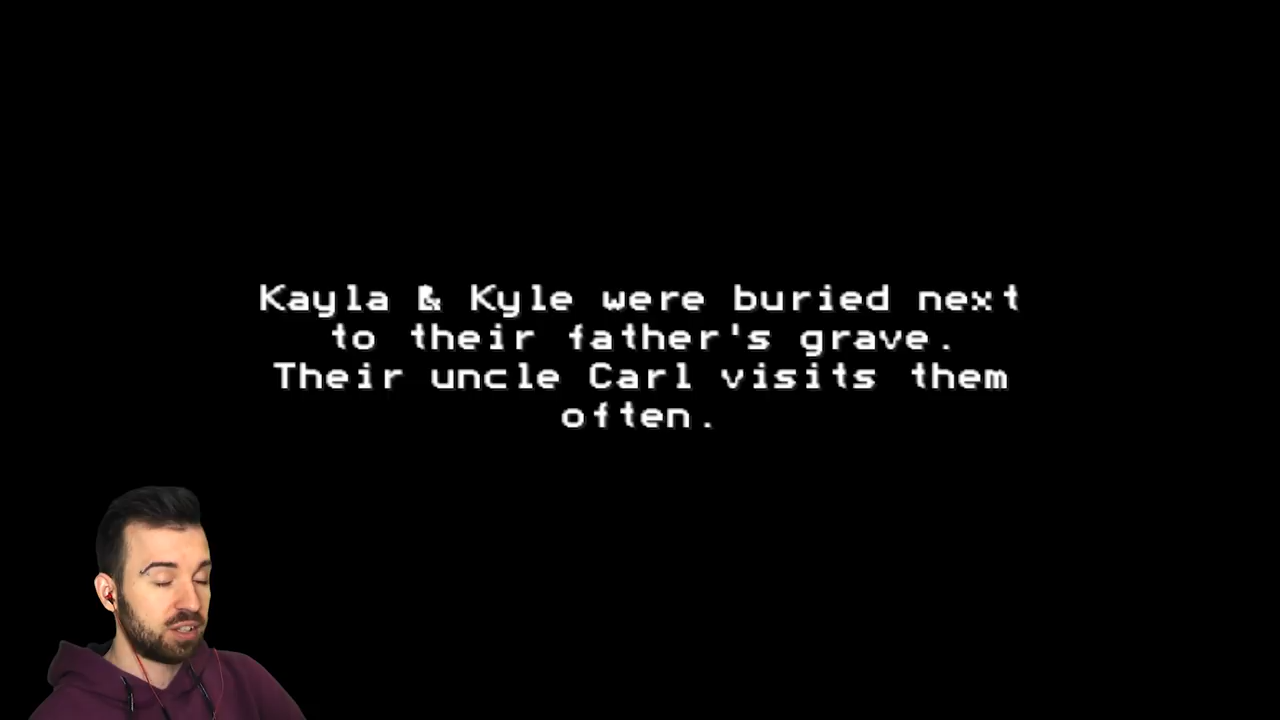 Kayla & Kyle were buried next
to their father's grave.
Their uncle Carl visits them
often.